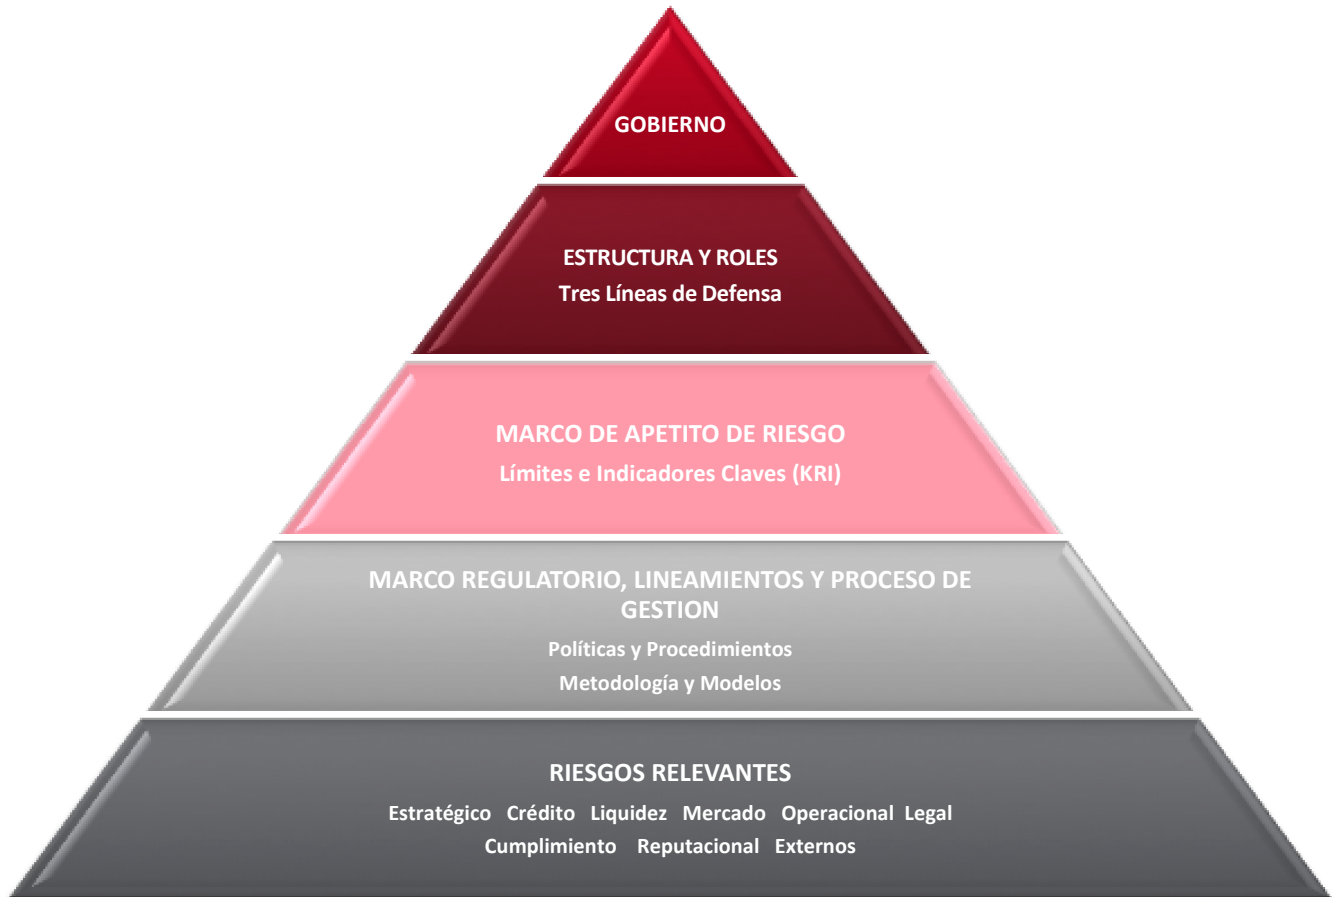 GOBIERNO
ESTRUCTURA Y ROLES
Tres Líneas de Defensa
MARCO DE APETITO DE RIESGO
Límites e Indicadores Claves (KRI)
MARCO REGULATORIO, LINEAMIENTOS Y PROCESO DE
GESTION
Políticas y Procedimientos
Metodología y Modelos
RIESGOS RELEVANTES
Estratégico Crédito Liquidez Mercado Operacional Legal
Cumplimiento Reputacional Externos